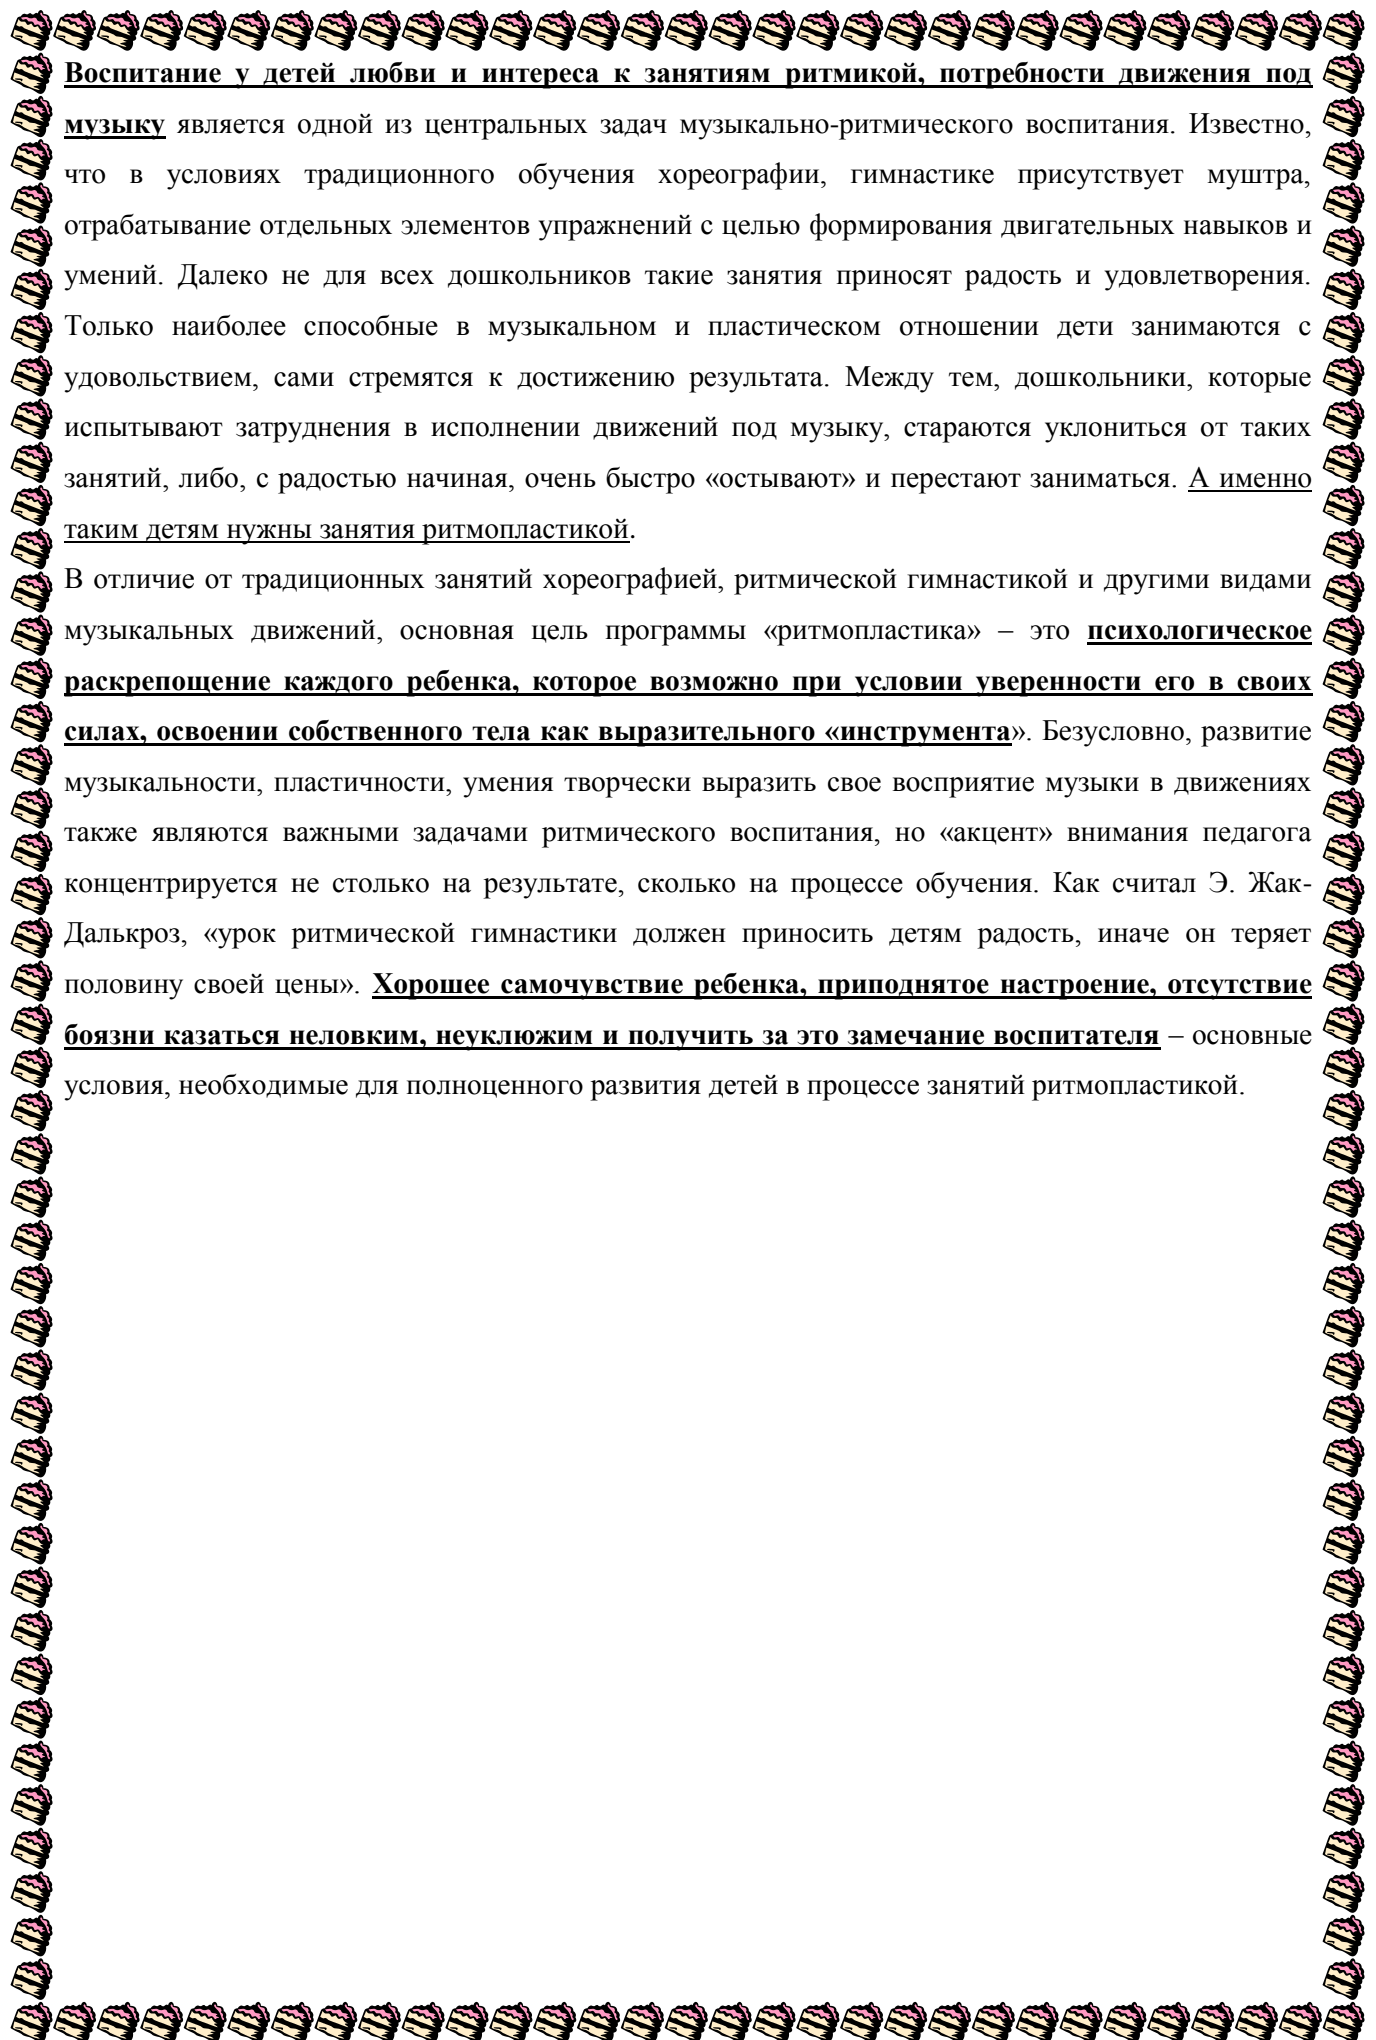 Воспитание у детей любви и интереса к занятиям ритмикой, потребности движения под
музыку является одной из центральных задач музыкально-ритмического воспитания. Известно,
что в условиях традиционного обучения хореографии, гимнастике присутствует муштра,
отрабатывание отдельных элементов упражнений с целью формирования двигательных навыков и
умений. Далеко не для всех дошкольников такие занятия приносят радость и удовлетворения.
Только наиболее способные в музыкальном и пластическом отношении дети занимаются с
удовольствием, сами стремятся к достижению результата. Между тем, дошкольники, которые
испытывают затруднения в исполнении движений под музыку, стараются уклониться от таких
занятий, либо, с радостью начиная, очень быстро «остывают» и перестают заниматься. А именно
таким детям нужны занятия ритмопластикой.
В отличие от традиционных занятий хореографией, ритмической гимнастикой и другими видами
музыкальных движений, основная цель программы «ритмопластика» – это психологическое
раскрепощение каждого ребенка, которое возможно при условии уверенности его в своих
силах, освоении собственного тела как выразительного «инструмента». Безусловно, развитие
музыкальности, пластичности, умения творчески выразить свое восприятие музыки в движениях
также являются важными задачами ритмического воспитания, но «акцент» внимания педагога
концентрируется не столько на результате, сколько на процессе обучения. Как считал Э. Жак-
Далькроз, «урок ритмической гимнастики должен приносить детям радость, иначе он теряет
половину своей цены». Хорошее самочувствие ребенка, приподнятое настроение, отсутствие
боязни казаться неловким, неуклюжим и получить за это замечание воспитателя – основные
условия, необходимые для полноценного развития детей в процессе занятий ритмопластикой.